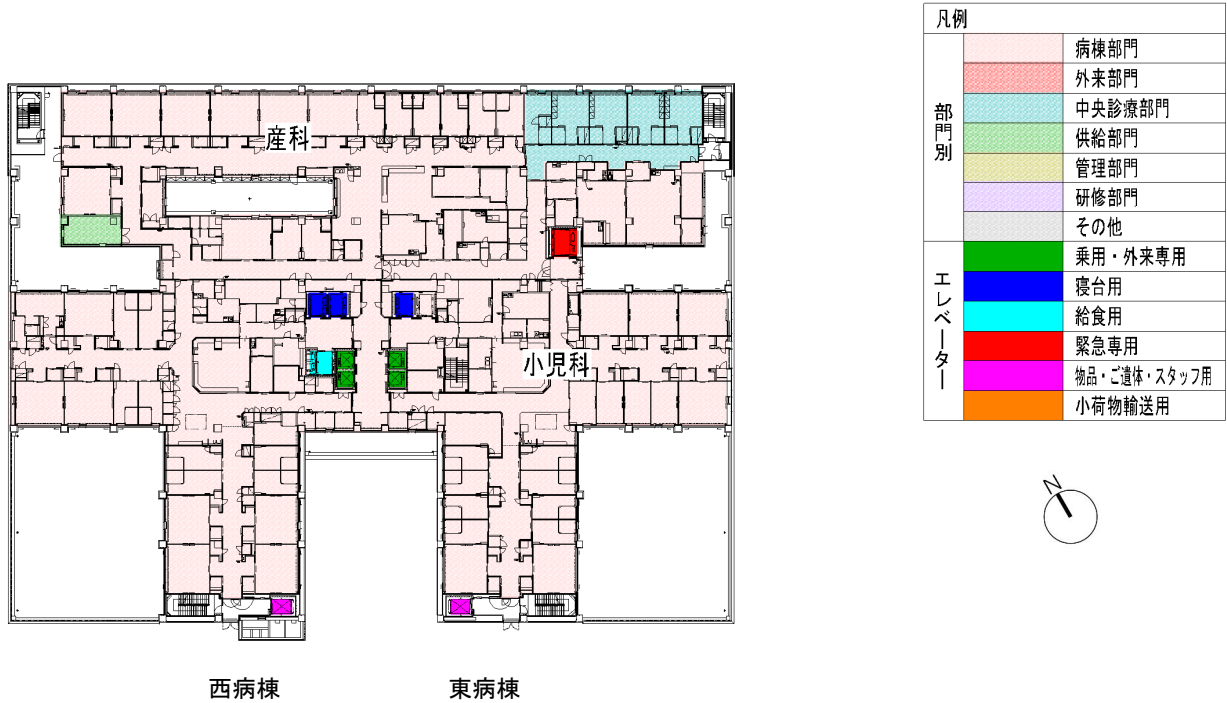 凡例
部門別
病棟部門
外来部門
中央診療部門
供給部門
管理部門
研修部門
その他
エレベーター
乗用・外来専用
寝台用
給食用
緊急専用
物品・ご遺体・スタッフ用
小荷物輸送用
産科
小児科
N
西病棟
東病棟